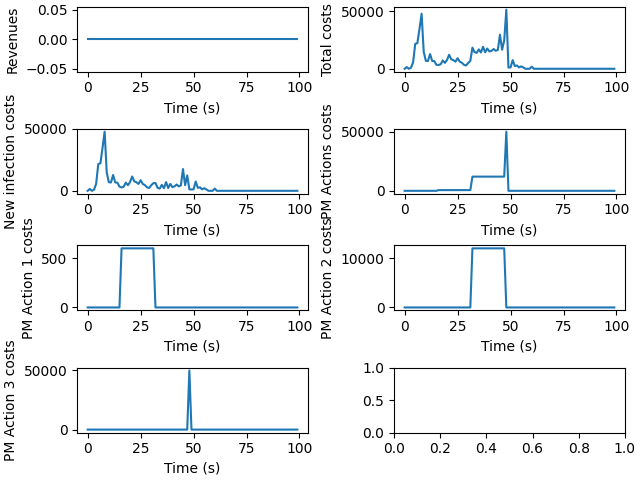 Revenues
0.05
0.00
−0.05
0 25 50 75 100
Time (s)
Total costs
50000
0
0 25 50 75 100
Time (s)
New infection costs
50000
0
0 25 50 75 100
Time (s)
PM Actions costs
50000
0
0 25 50 75 100
Time (s)
PM Action 1 costs
500
0
0 25 50 75 100
Time (s)
PM Action 2 costs
10000
0
0 25 50 75 100
Time (s)
PM Action 3 costs
50000
0
0 25 50 75 100
Time (s)
1.0
0.5
0.0
0.0 0.2 0.4 0.6 0.8 1.0